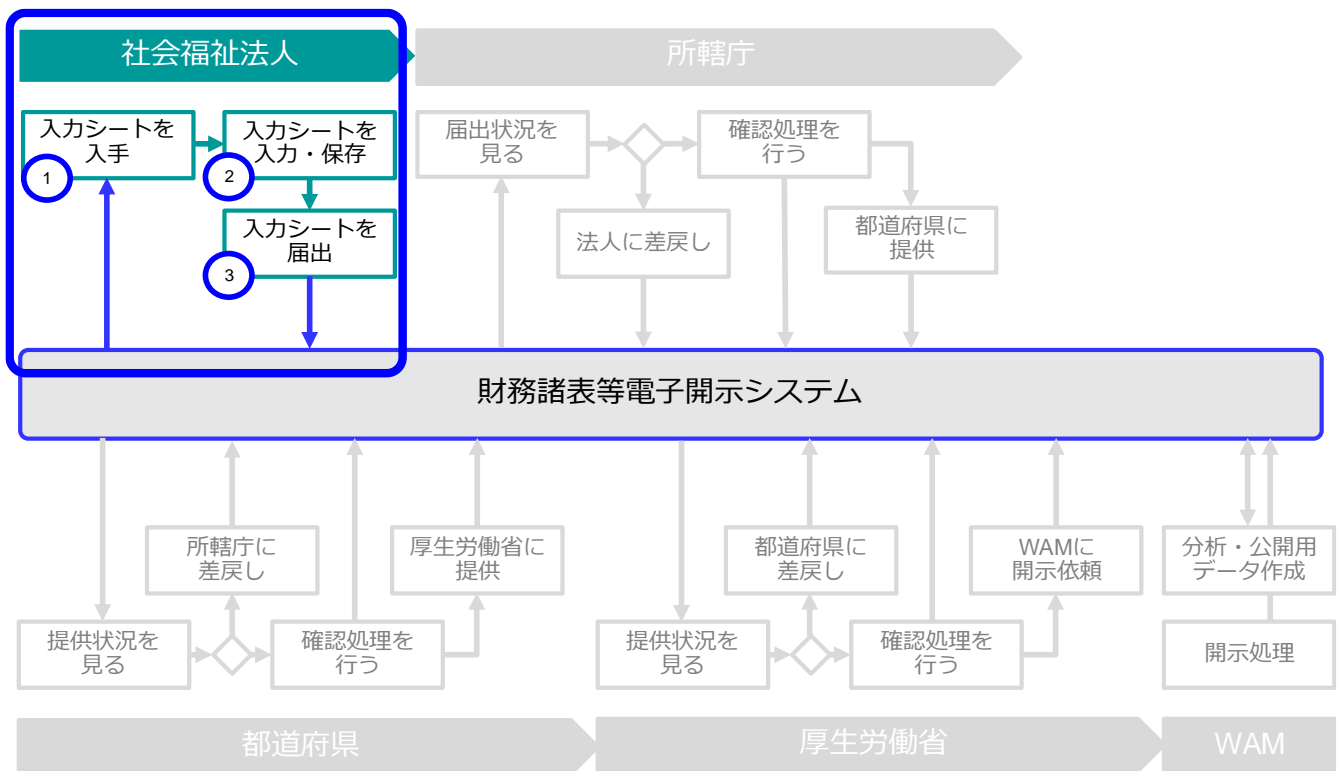 社会福祉法人
所轄庁
入力シートを
入手
1
入力シートを
入力・保存
2
入力シートを
届出
3
届出状況を
見る
確認処理を
行う
法人に差戻し
都道府県に
提供
財務諸表等電子開示システム
所轄庁に
差戻し
厚生労働省に
提供
都道府県に
差戻し
WAMに
開示依頼
分析・公開用
データ作成
提供状況を
見る
確認処理を
行う
提供状況を
見る
確認処理を
行う
開示処理
都道府県
厚生労働省
WAM